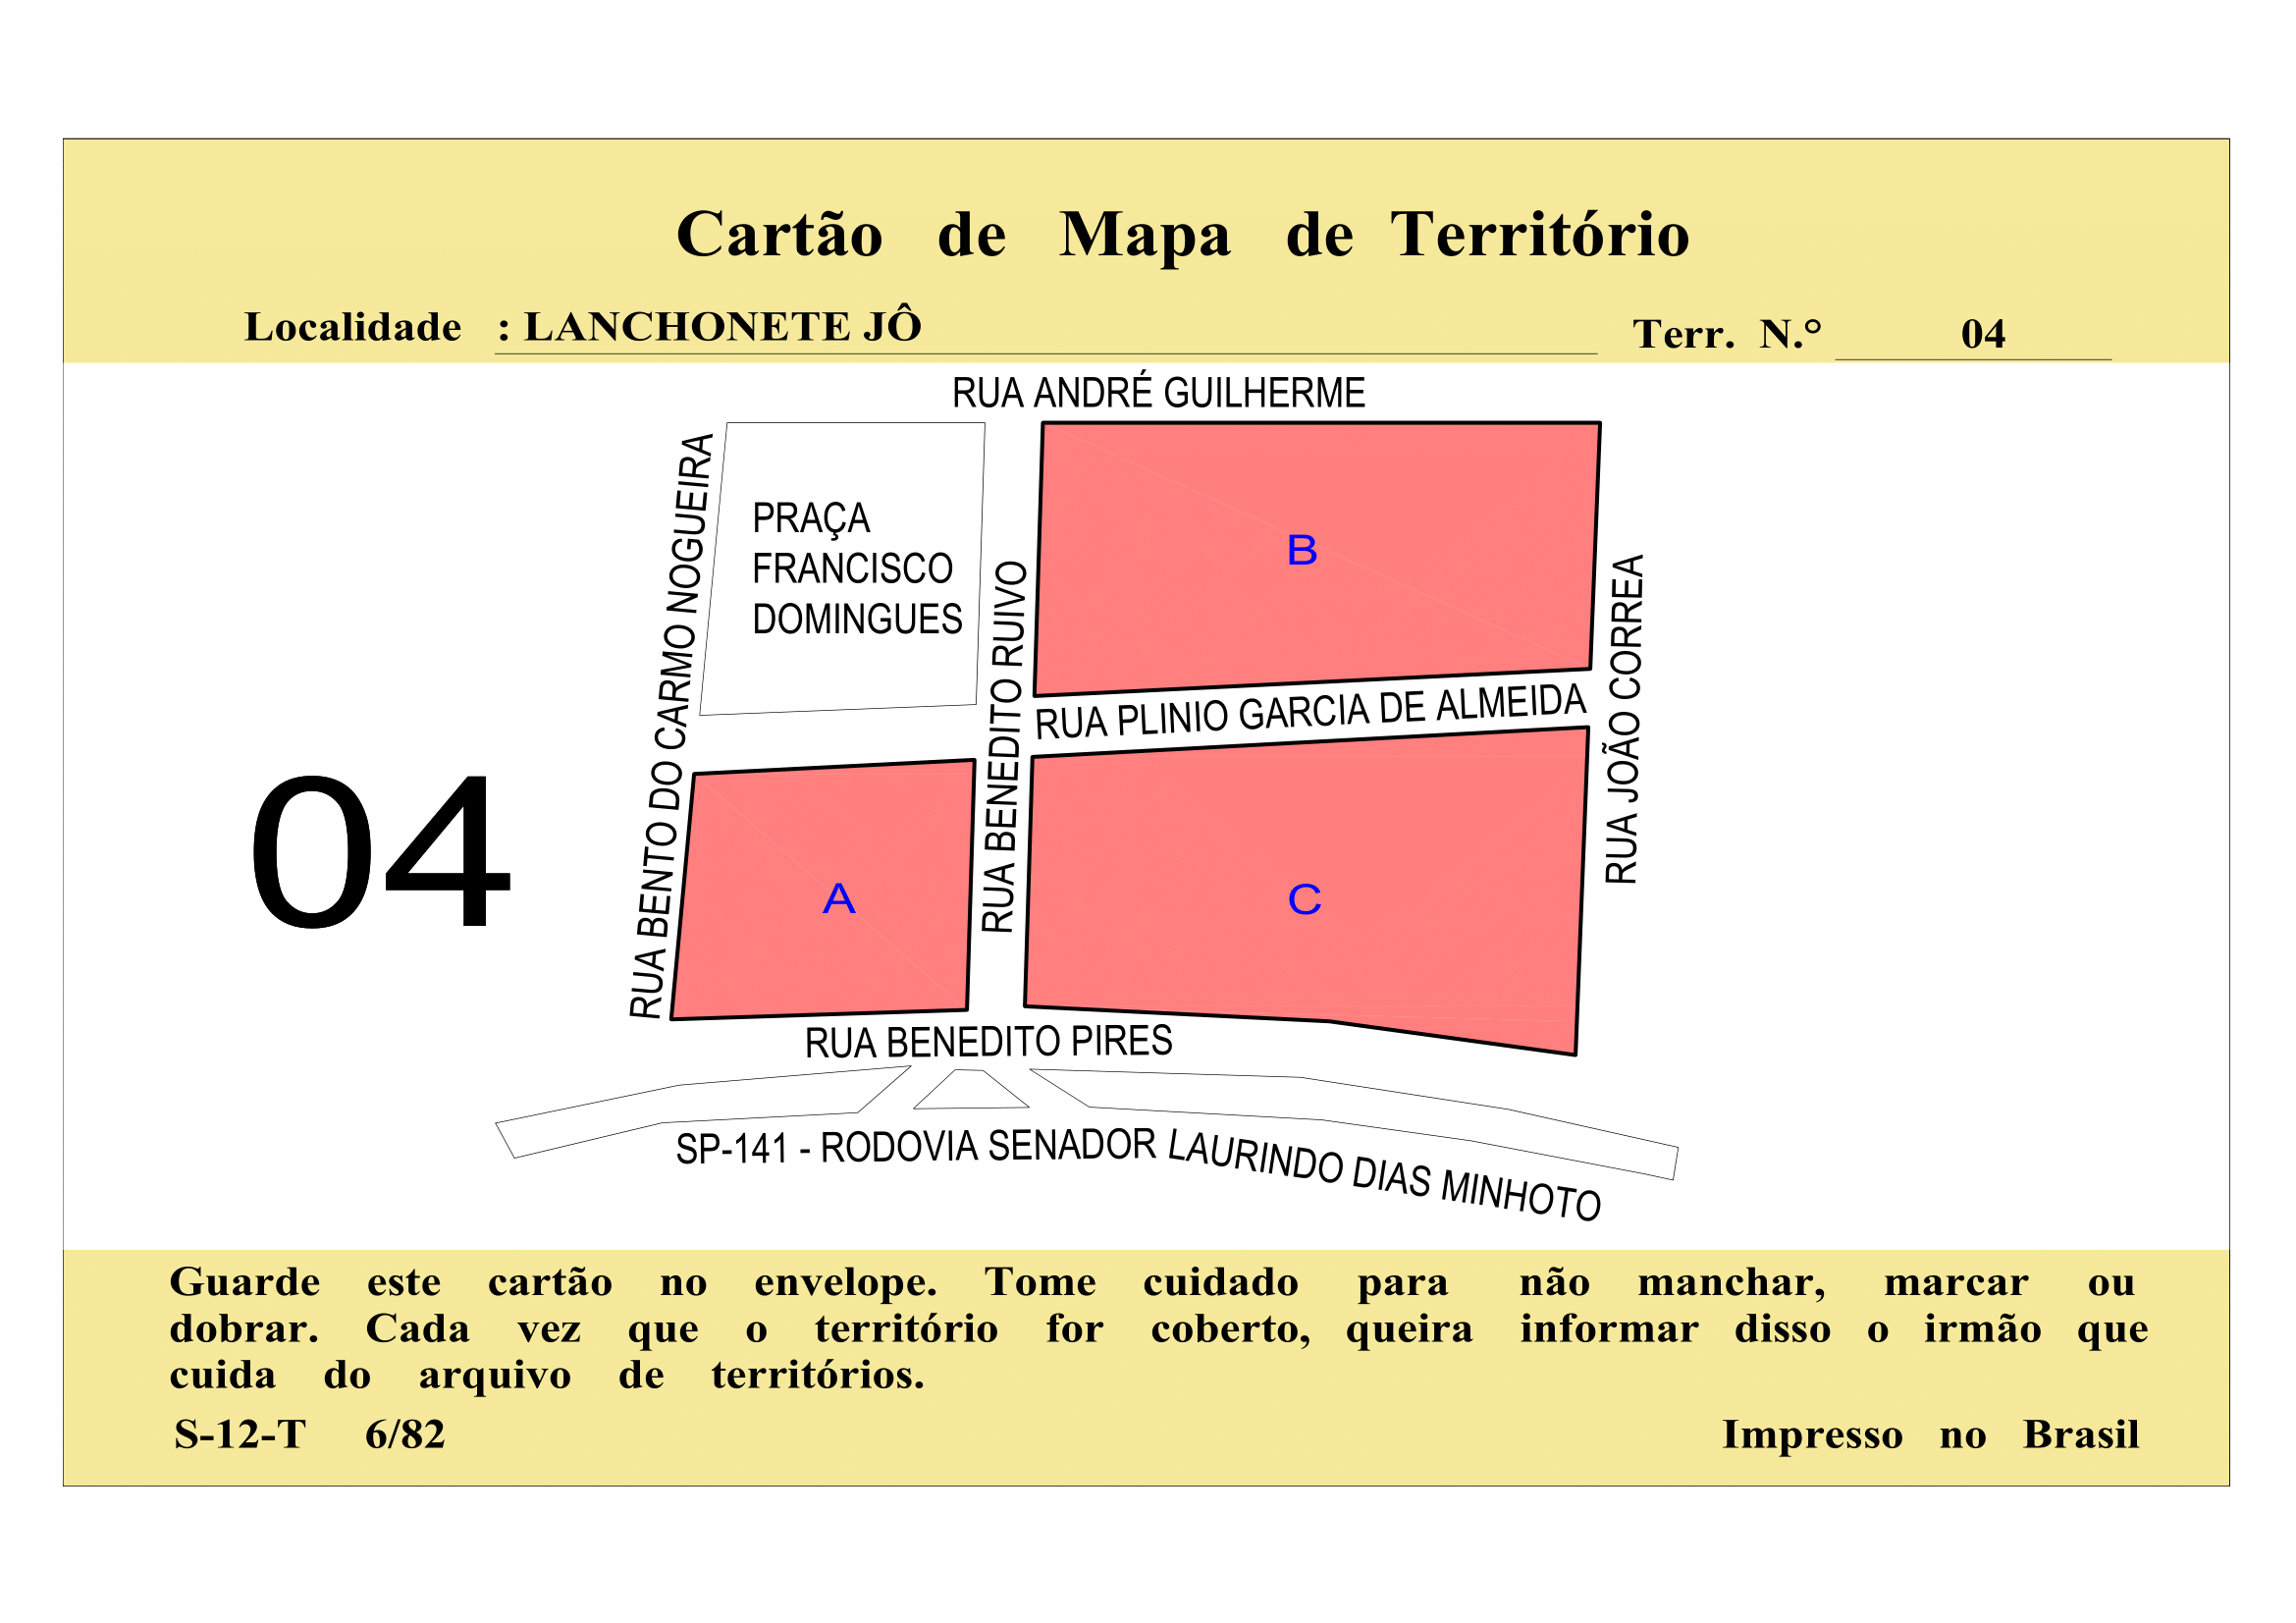 Cartão de Mapa de Território
Localidade : LANCHONETE JÔ
Terr. N.° 04
RUA ANDRÉ GUILHERME
RUA BENTO DO CARMO NOGUEIRA
PRAÇA
FRANCISCO
DOMINGUES
RUA BENEDITO RUIVO
B
RUA PLINIO GARCIA DE ALMEIDA
RUA JOÃO CORREA
04
A
C
RUA BENEDITO PIRES
SP-141 - RODOVIA SENADOR LAURINDO DIAS MINHOTO
Guarde este cartão no envelope. Tome cuidado para não manchar, marcar ou
dobrar. Cada vez que o território for coberto, queira informar disso o irmão que
cuida do arquivo de territórios.
S-12-T 6/82
Impresso no Brasil